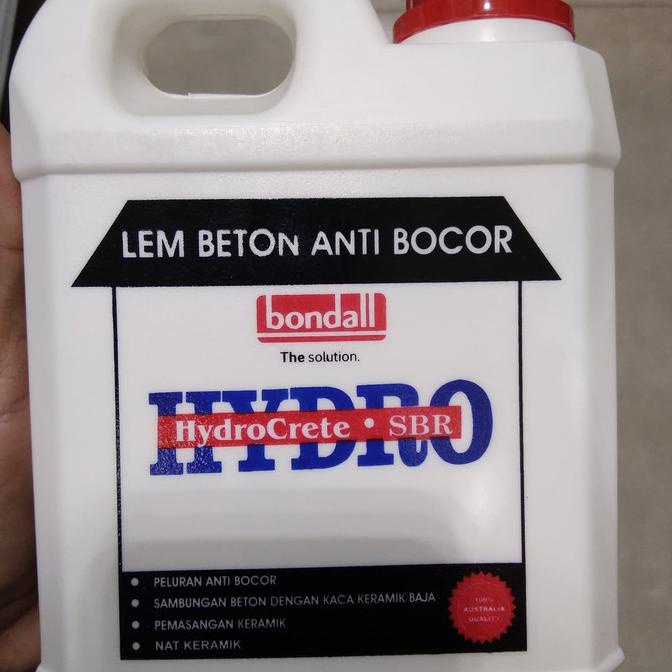 LEM BETON ANTI BOCOR
bondall
The solution.
HYDRO
HydroCrete • SBR
• PELURAN ANTI BOCOR
• SAMBUNGAN BETON DENGAN KACA KERAMIK BAJA
• PEMASANGAN KERAMIK
• NAT KERAMIK
100%
AUSTRALIA
QUALITY